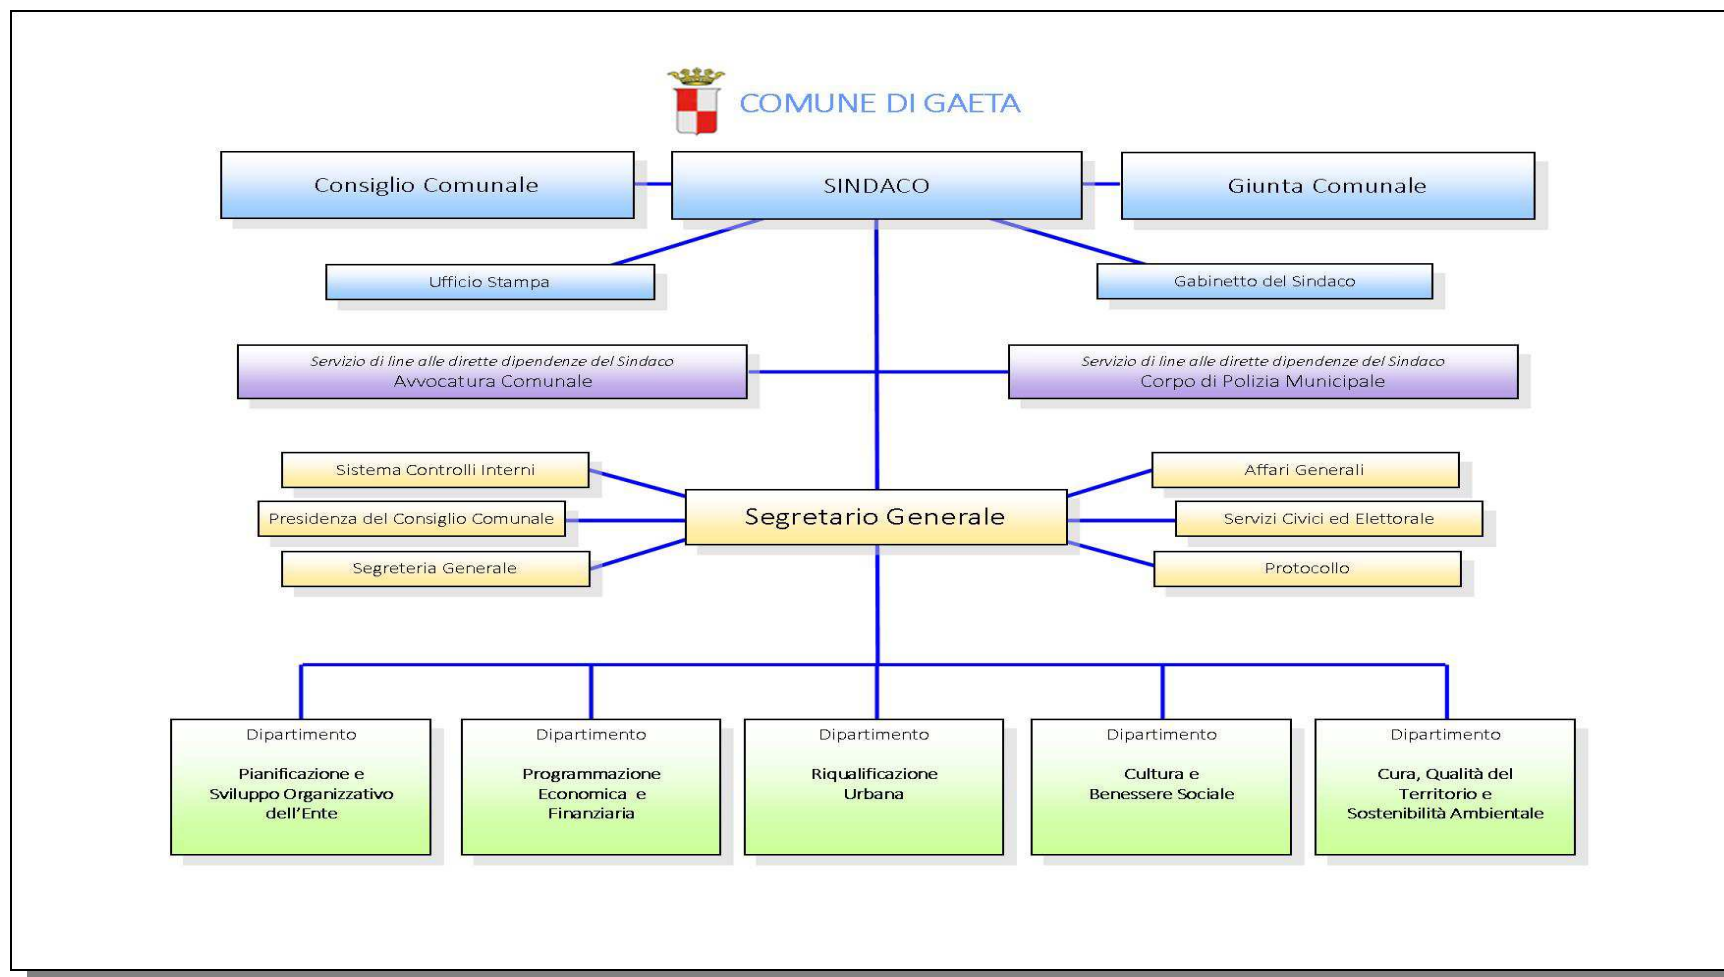 COMUNE DI GAETA
Consiglio Comunale
SINDACO
Giunta Comunale
Ufficio Stampa
Gabinetto del Sindaco
Servizio di line alle dirette dipendenze del Sindaco
Avvocatura Comunale
Servizio di line alle dirette dipendenze del Sindaco
Corpo di Polizia Municipale
Sistema Controlli Interni
Presidenza del Consiglio Comunale
Segreteria Generale
Segretario Generale
Affari Generali
Servizi Civici ed Elettorale
Protocollo
Dipartimento
Pianificazione e
Sviluppo Organizzativo
dell'Ente
Dipartimento
Programmazione
Economica e
Finanziaria
Dipartimento
Riqualificazione
Urbana
Dipartimento
Cultura e
Benessere Sociale
Dipartimento
Cura, Qualità del
Territorio e
Sostenibilità Ambientale